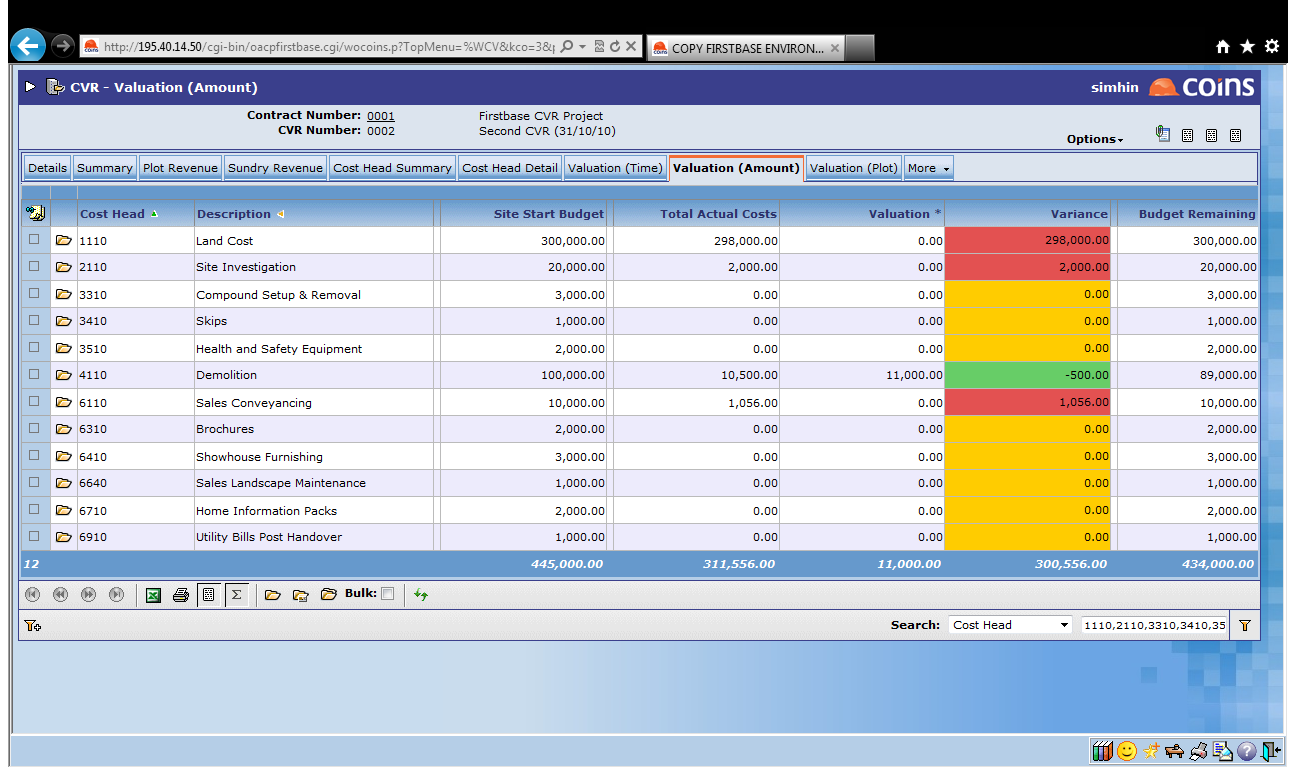 http://195.40.14.50/cgi-bin/oacpfirstbase.cgi/wocoins.p?TopMenu=%WCV&kco=3&
COPY FIRSTBASE ENVIRON...
CVR - Valuation (Amount)
simhin coins
Contract Number: 0001 Firstbase CVR Project
CVR Number: 0002 Second CVR (31/10/10)
Options
Details Summary Plot Revenue Sundry Revenue Cost Head Summary Cost Head Detail Valuation (Time) Valuation (Amount) Valuation (Plot) More
Cost Head Description Site Start Budget Total Actual Costs Valuation * Variance Budget Remaining
1110 Land Cost 300,000.00 298,000.00 0.00 298,000.00 300,000.00
2110 Site Investigation 20,000.00 2,000.00 0.00 2,000.00 20,000.00
3310 Compound Setup & Removal 3,000.00 0.00 0.00 0.00 3,000.00
3410 Skips 1,000.00 0.00 0.00 0.00 1,000.00
3510 Health and Safety Equipment 2,000.00 0.00 0.00 0.00 2,000.00
4110 Demolition 100,000.00 10,500.00 11,000.00 -500.00 89,000.00
6110 Sales Conveyancing 10,000.00 1,056.00 0.00 1,056.00 10,000.00
6310 Brochures 2,000.00 0.00 0.00 0.00 2,000.00
6410 Showhouse Furnishing 3,000.00 0.00 0.00 0.00 3,000.00
6640 Sales Landscape Maintenance 1,000.00 0.00 0.00 0.00 1,000.00
6710 Home Information Packs 2,000.00 0.00 0.00 0.00 2,000.00
6910 Utility Bills Post Handover 1,000.00 0.00 0.00 0.00 1,000.00
12 445,000.00 311,556.00 11,000.00 300,556.00 434,000.00
Σ Bulk:
Search: Cost Head 1110,2110,3310,3410,35